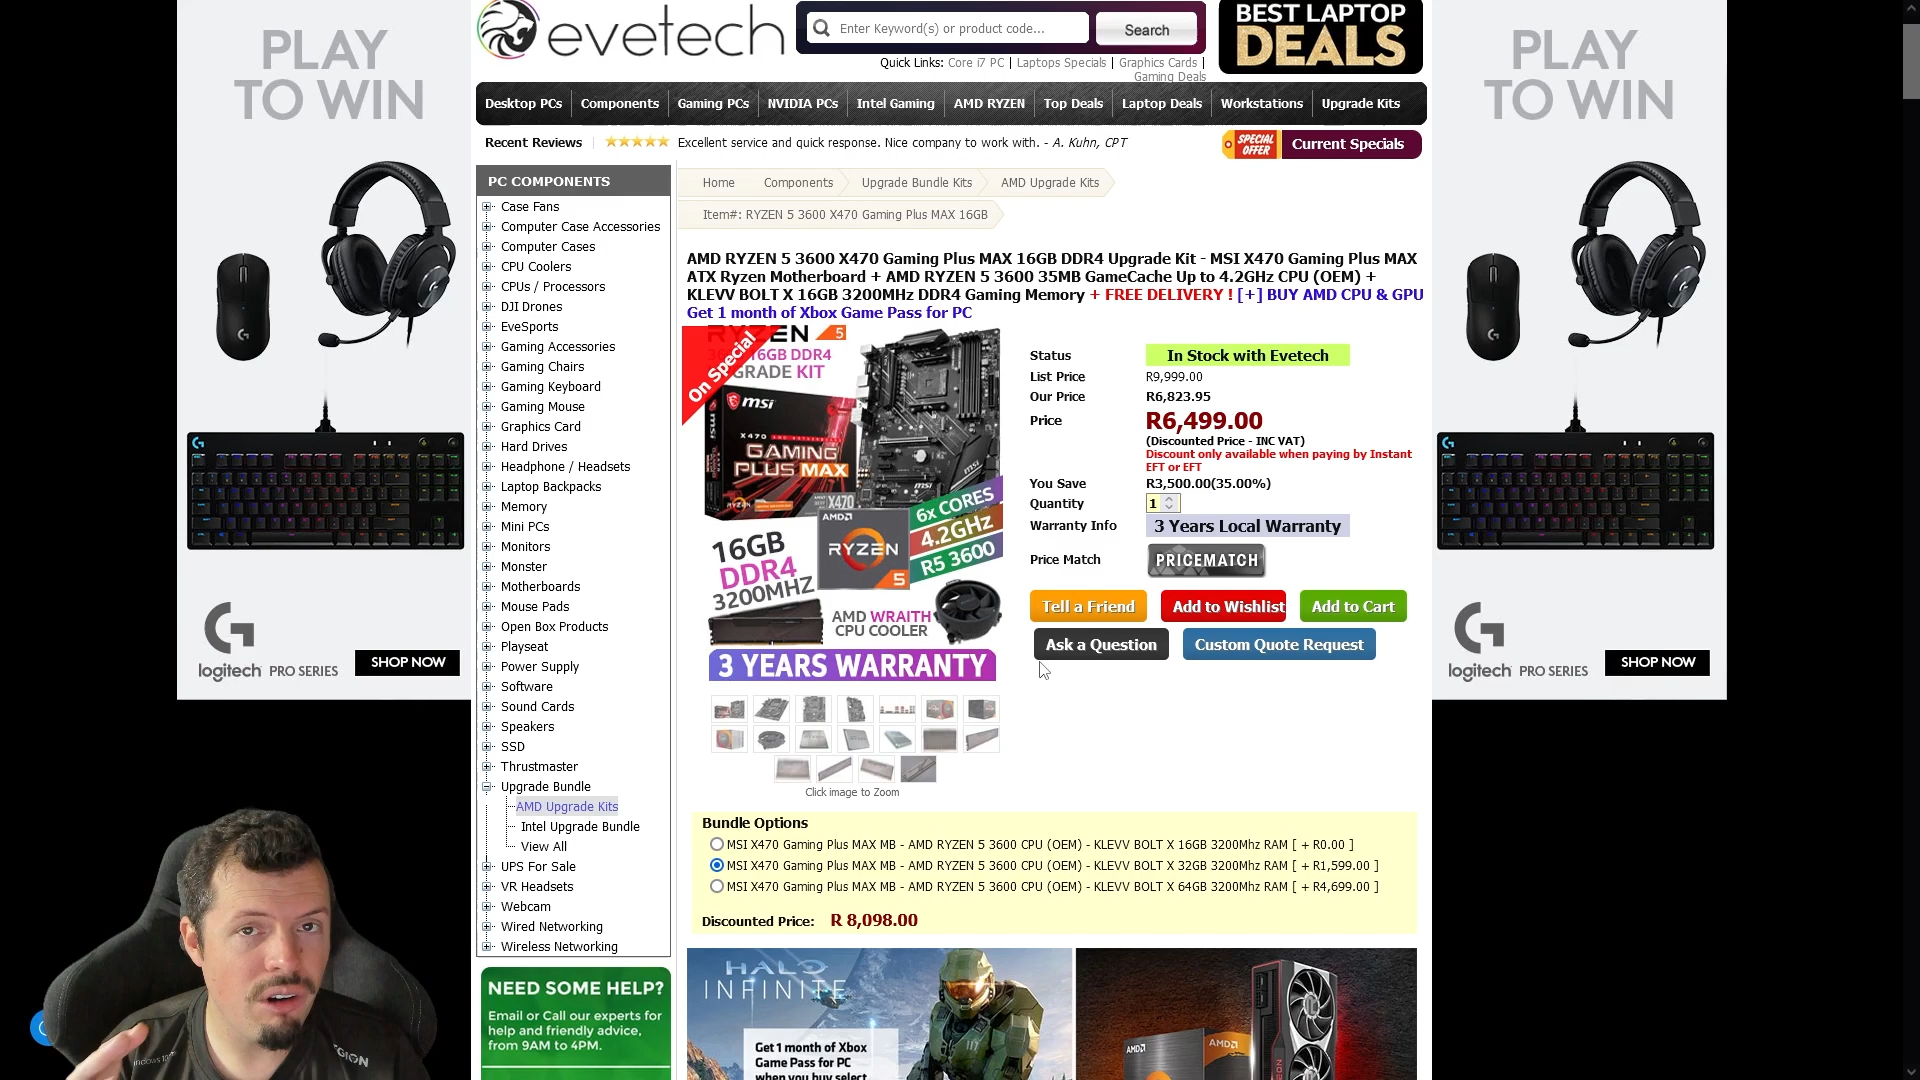 PLAY
TO WIN
logitech PRO SERIES
SHOP NOW
evetech
Enter Keyword(s) or product code...
Search
Quick Links: Core i7 PC | Laptops Specials | Graphics Cards |
Gaming Deals
BEST LAPTOP
DEALS
Desktop PCs
Components
Gaming PCs
NVIDIA PCs
Intel Gaming
AMD RYZEN
Top Deals
Laptop Deals
Workstations
Upgrade Kits
Recent Reviews
Excellent service and quick response. Nice company to work with. - A. Kuhn, CPT
SPECIAL
OFFER
Current Specials
PC COMPONENTS
Case Fans
Computer Case Accessories
Computer Cases
CPU Coolers
CPUs / Processors
DJI Drones
EveSports
Gaming Accessories
Gaming Chairs
Gaming Keyboard
Gaming Mouse
Graphics Card
Hard Drives
Headphone / Headsets
Laptop Backpacks
Memory
Mini PCs
Monitors
Monster
Motherboards
Mouse Pads
Open Box Products
Playseat
Power Supply
Software
Sound Cards
Speakers
SSD
Thrustmaster
Upgrade Bundle
AMD Upgrade Kits
Intel Upgrade Bundle
View All
UPS For Sale
VR Headsets
Webcam
Wired Networking
Wireless Networking
NEED SOME HELP?
Email or Call our experts for
help and friendly advice,
from 9AM to 4PM.
Home
Components
Upgrade Bundle Kits
AMD Upgrade Kits
Item#: RYZEN 5 3600 X470 Gaming Plus MAX 16GB
AMD RYZEN 5 3600 X470 Gaming Plus MAX 16GB DDR4 Upgrade Kit - MSI X470 Gaming Plus MAX
ATX Ryzen Motherboard + AMD RYZEN 5 3600 35MB GameCache Up to 4.2GHz CPU (OEM) +
KLEVV BOLT X 16GB 3200MHz DDR4 Gaming Memory + FREE DELIVERY ! [+] BUY AMD CPU & GPU
Get 1 month of Xbox Game Pass for PC
On Special
RYZEN 5
16GB DDR4
GRADE KIT
msi
X470
GAMING
PLUS MAX
RYZEN
X470
msi
6x CORES
4.2GHz
R5 3600
AMD
RYZEN
5
16GB
DDR4
3200MHZ
AMD WRAITH
CPU COOLER
3 YEARS WARRANTY
Click image to Zoom
Status
In Stock with Evetech
List Price
R9,999.00
Our Price
R6,823.95
Price
R6,499.00
(Discounted Price - INC VAT)
Discount only available when paying by Instant
EFT or EFT
You Save
R3,500.00(35.00%)
Quantity
1
Warranty Info
3 Years Local Warranty
Price Match
PRICEMATCH
Tell a Friend
Add to Wishlist
Add to Cart
Ask a Question
Custom Quote Request
Bundle Options
MSI X470 Gaming Plus MAX MB - AMD RYZEN 5 3600 CPU (OEM) - KLEVV BOLT X 16GB 3200Mhz RAM [ + R0.00 ]
MSI X470 Gaming Plus MAX MB - AMD RYZEN 5 3600 CPU (OEM) - KLEVV BOLT X 32GB 3200Mhz RAM [ + R1,599.00 ]
MSI X470 Gaming Plus MAX MB - AMD RYZEN 5 3600 CPU (OEM) - KLEVV BOLT X 64GB 3200Mhz RAM [ + R4,699.00 ]
Discounted Price: R 8,098.00
HALO
INFINITE
Get 1 month of Xbox
Game Pass for PC
when you buy select
AMD
AMD
RADEON
PLAY
TO WIN
logitech PRO SERIES
SHOP NOW